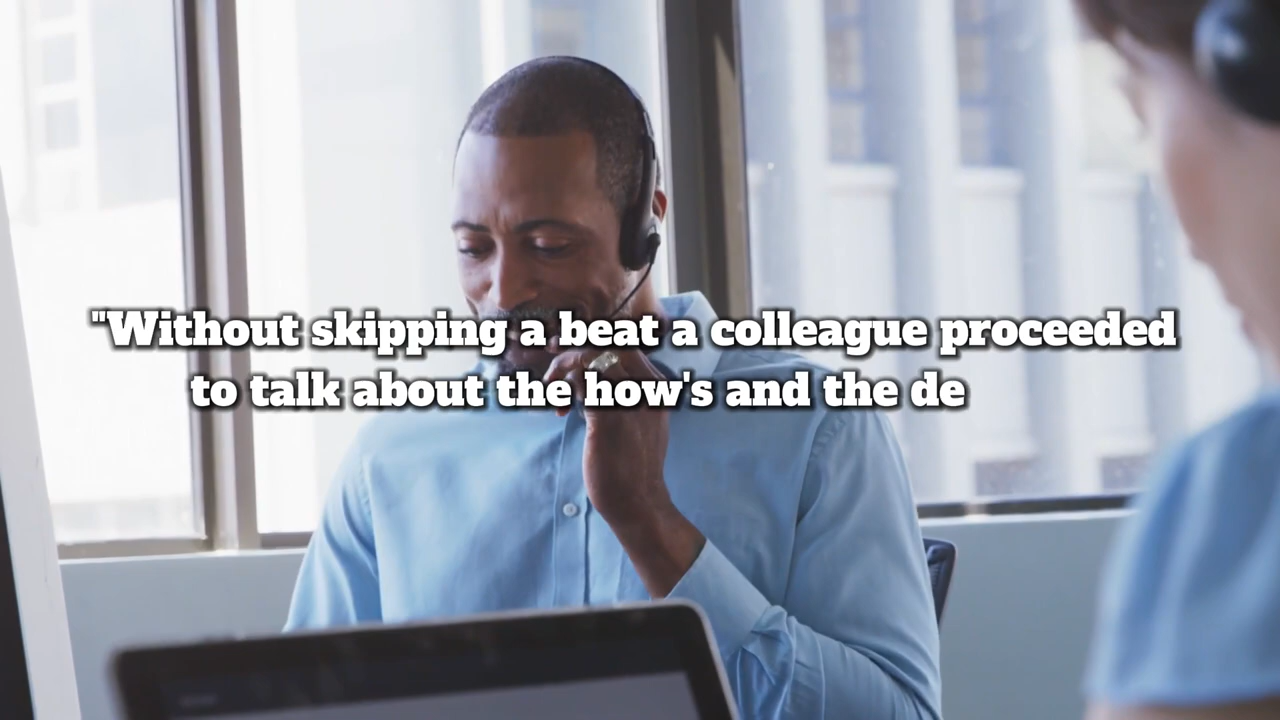 "Without skipping a beat a colleague proceeded
to talk about the how's and the de